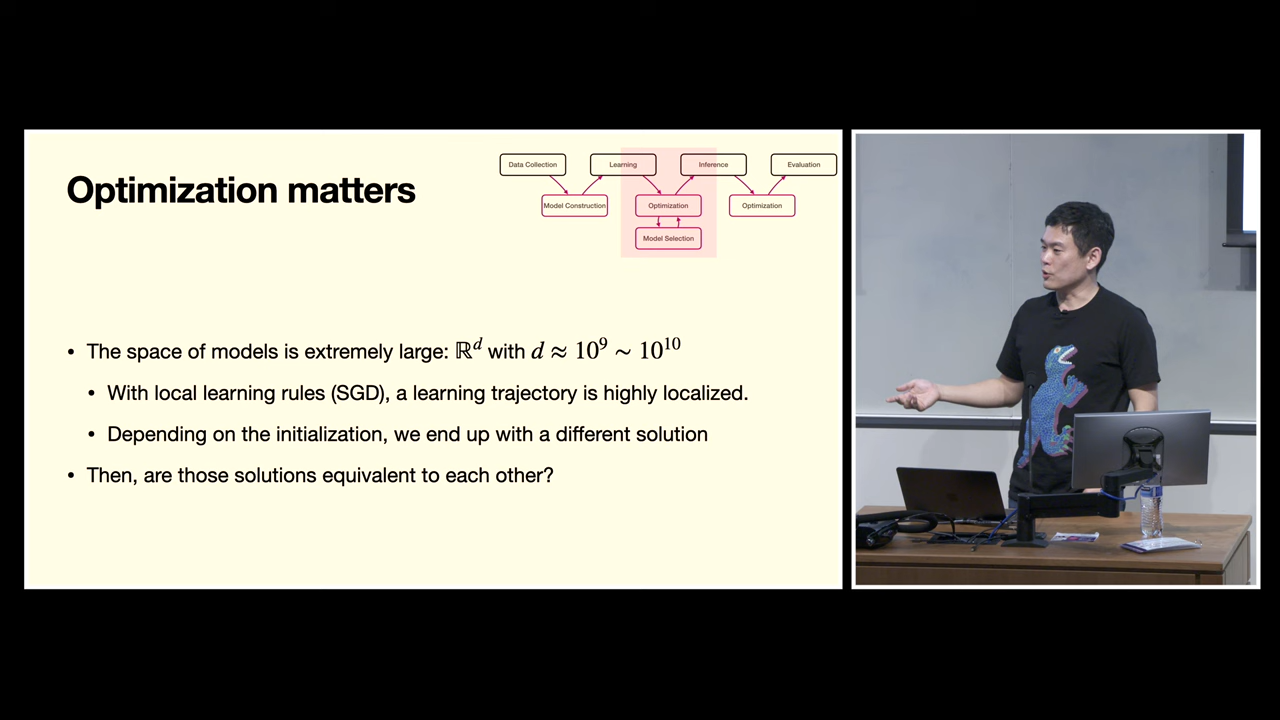 Optimization matters
Data Collection
Learning
Inference
Evaluation
Model Construction
Optimization
Optimization
Model Selection
• The space of models is extremely large: ℝ^d with d ≈ 10^9 ∼ 10^10
• With local learning rules (SGD), a learning trajectory is highly localized.
• Depending on the initialization, we end up with a different solution
• Then, are those solutions equivalent to each other?